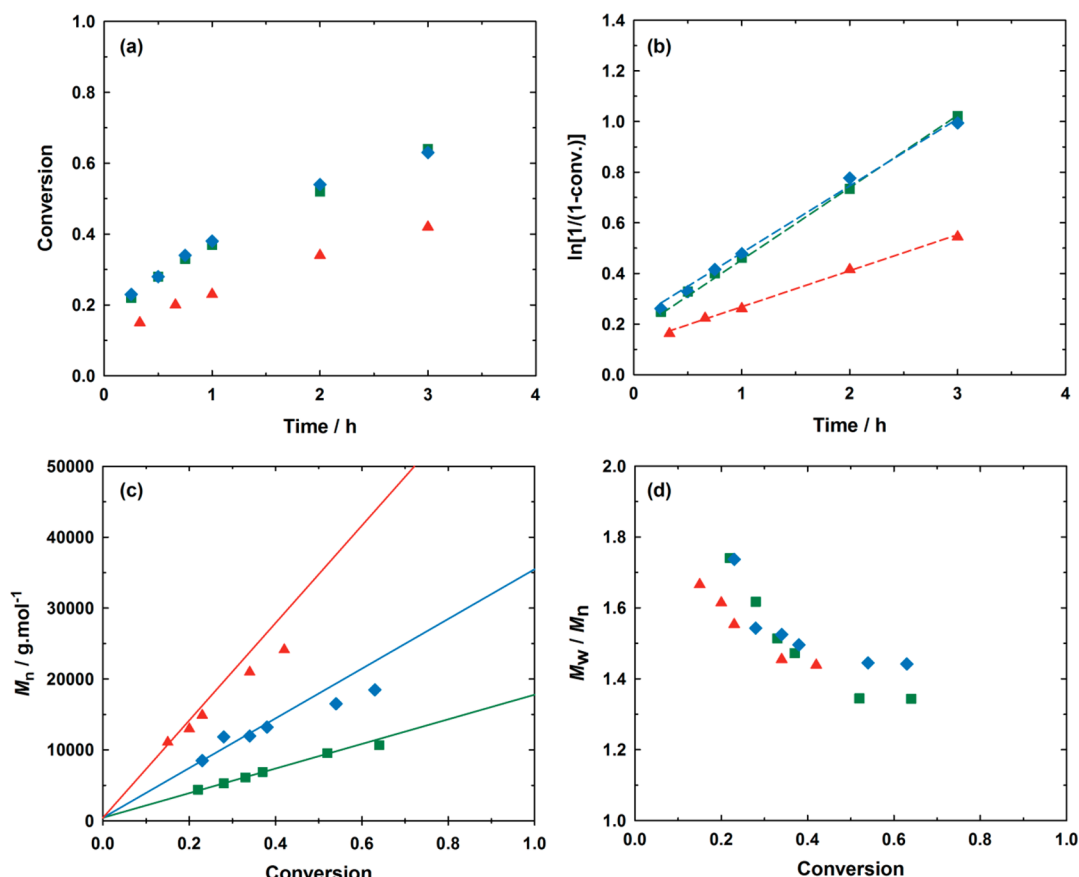 (a)
1.0
0.8
0.6
0.4
0.2
0.0
Conversion
0 1 2 3 4
Time / h
(b)
1.4
1.2
1.0
0.8
0.6
0.4
0.2
0.0
ln[1/(1-conv.)]
0 1 2 3 4
Time / h
(c)
50000
40000
30000
20000
10000
0
Mn / g.mol-1
0.0 0.2 0.4 0.6 0.8 1.0
Conversion
(d)
2.0
1.8
1.6
1.4
1.2
1.0
Mw / Mn
0.0 0.2 0.4 0.6 0.8 1.0
Conversion